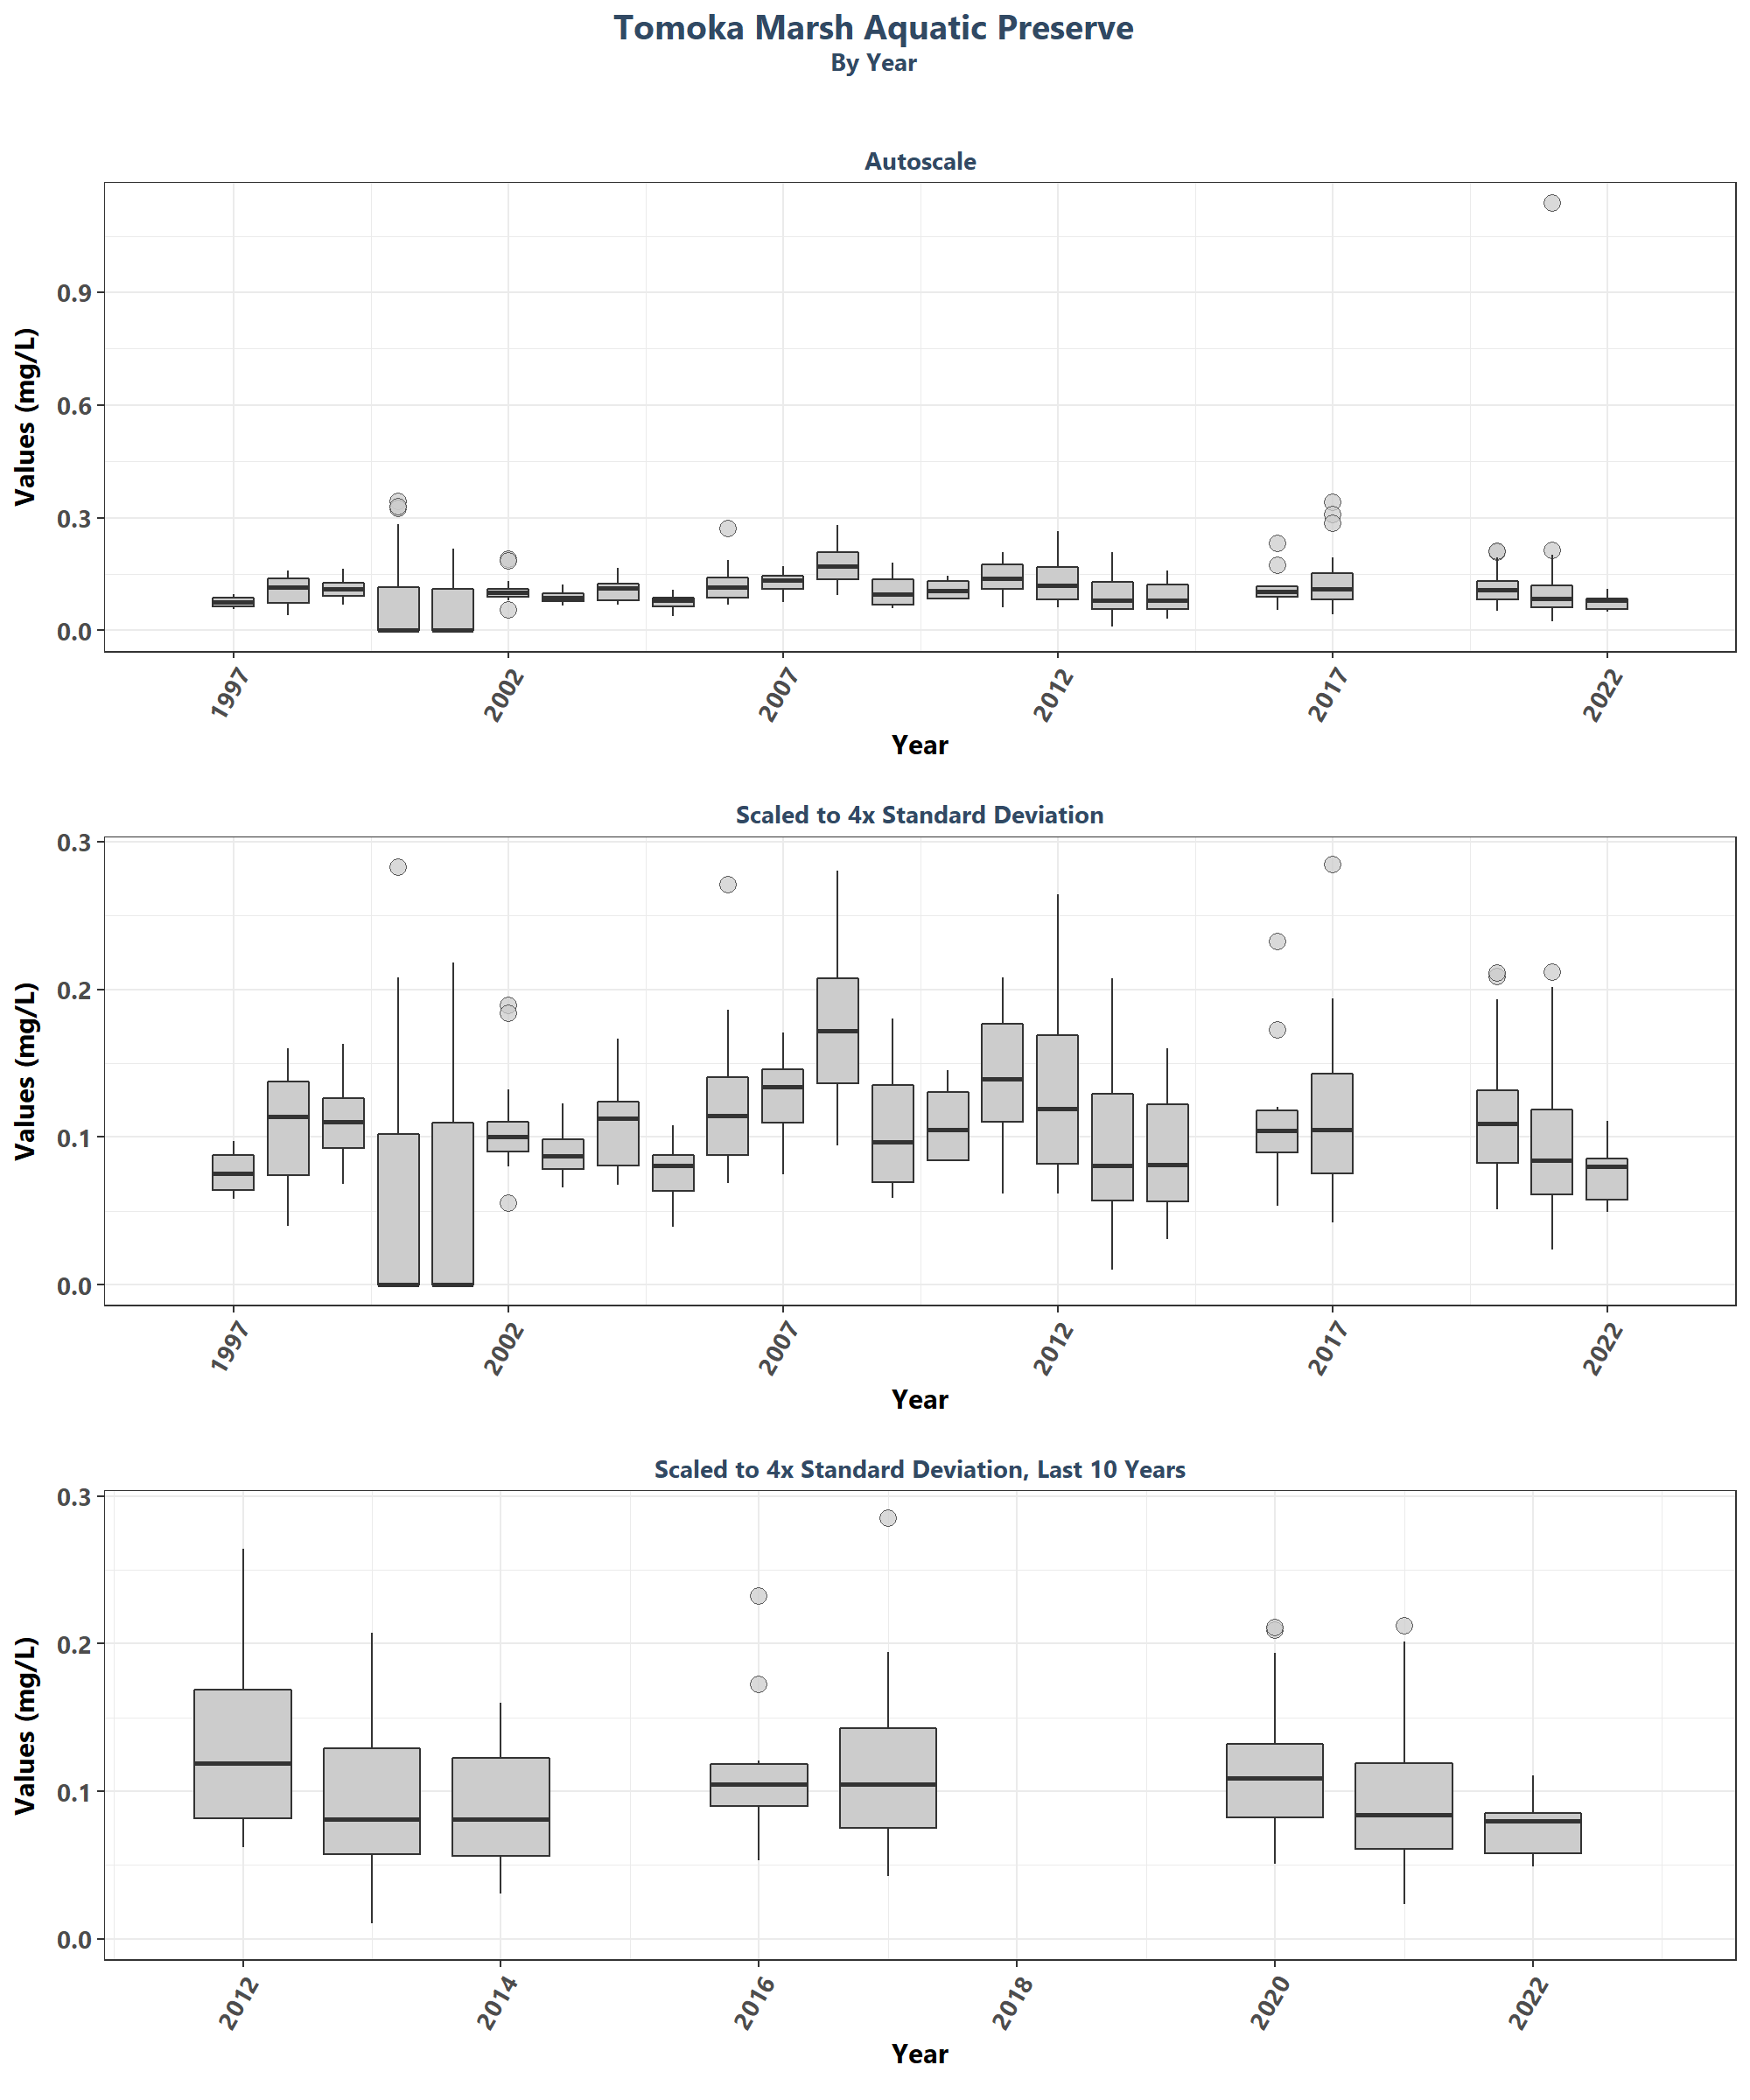 Tomoka Marsh Aquatic Preserve
By Year
Autoscale
Values (mg/L)
0.9
0.6
0.3
0.0
1997 2002 2007 2012 2017 2022
Year
Scaled to 4x Standard Deviation
Values (mg/L)
0.3
0.2
0.1
0.0
1997 2002 2007 2012 2017 2022
Year
Scaled to 4x Standard Deviation, Last 10 Years
Values (mg/L)
0.3
0.2
0.1
0.0
2012 2014 2016 2018 2020 2022
Year